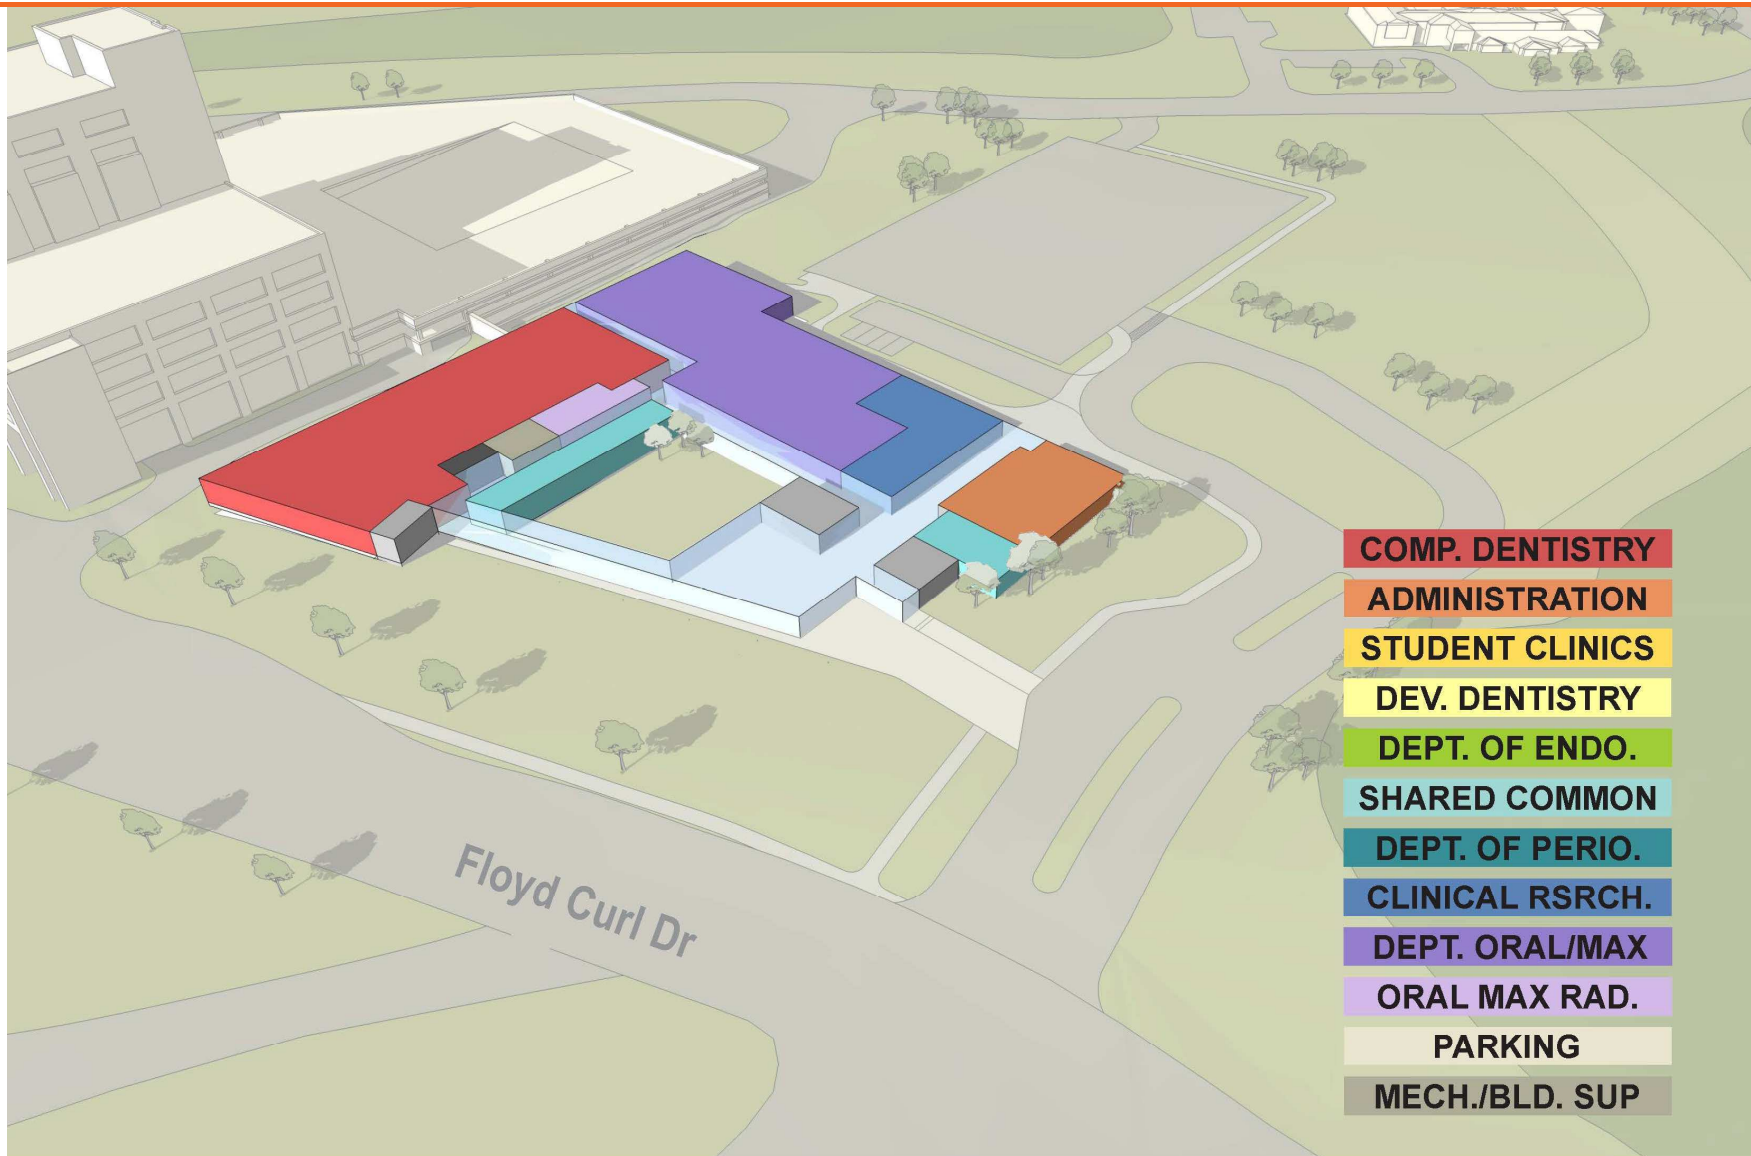 COMP. DENTISTRY
ADMINISTRATION
STUDENT CLINICS
DEV. DENTISTRY
DEPT. OF ENDO.
SHARED COMMON
DEPT. OF PERIO.
CLINICAL RSRCH.
DEPT. ORAL/MAX
ORAL MAX RAD.
PARKING
MECH./BLD. SUP
Floyd Curl Dr